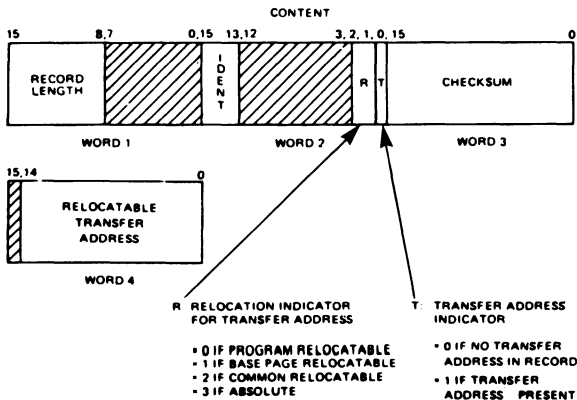 CONTENT
15 8,7 0,15 13,12 3, 2, 1, 0, 15 0
RECORD LENGTH
IDENT
R
T
CHECKSUM
WORD 1 WORD 2 WORD 3
15,14 0
RELOCATABLE
TRANSFER
ADDRESS
WORD 4
R RELOCATION INDICATOR
FOR TRANSFER ADDRESS
= 0 IF PROGRAM RELOCATABLE
= 1 IF BASE PAGE RELOCATABLE
= 2 IF COMMON RELOCATABLE
= 3 IF ABSOLUTE
T: TRANSFER ADDRESS
INDICATOR
= 0 IF NO TRANSFER
ADDRESS IN RECORD
= 1 IF TRANSFER
ADDRESS PRESENT